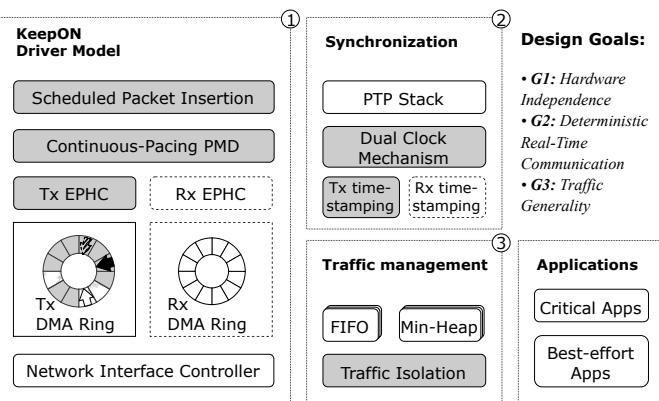 ①
KeepON
Driver Model
Scheduled Packet Insertion
Continuous-Pacing PMD
Tx EPHC
Rx EPHC
Tx
DMA Ring
Rx
DMA Ring
Network Interface Controller
②
Synchronization
PTP Stack
Dual Clock
Mechanism
Tx time-
stamping
Rx time-
stamping
Design Goals:
• G1: Hardware
Independence
• G2: Deterministic
Real-Time
Communication
• G3: Traffic
Generality
③
Traffic management
FIFO
Min-Heap
Traffic Isolation
Applications
Critical Apps
Best-effort
Apps